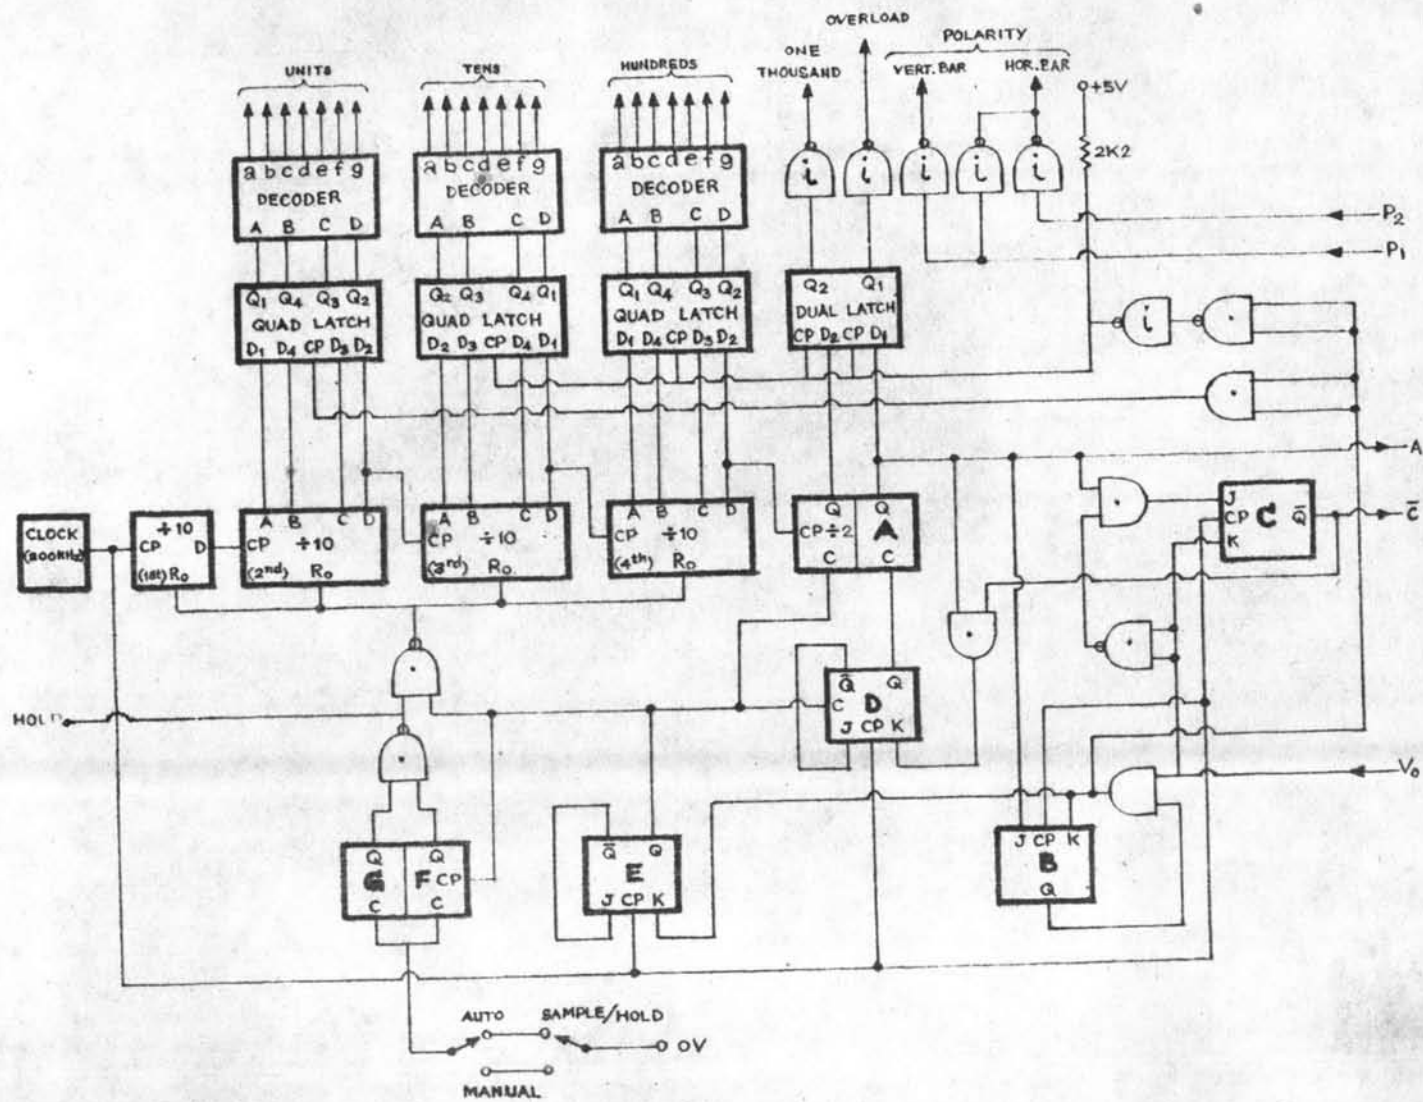 OVERLOAD
POLARITY
ONE THOUSAND
VERT. BAR
HOR. BAR
UNITS
TENS
HUNDREDS
+5V
2K2
a b c d e f g
DECODER
A B C D
a b c d e f g
DECODER
A B C D
a b c d e f g
DECODER
A B C D
i i i i i
P2
P1
Q1 Q4 Q3 Q2
QUAD LATCH
D1 D4 CP D3 D2
Q2 Q3 Q4 Q1
QUAD LATCH
D2 D3 CP D4 D1
Q1 Q4 Q3 Q2
QUAD LATCH
D1 D4 CP D3 D2
Q2 Q1
DUAL LATCH
CP D2 CP D1
i
A
CLOCK
(200KHz)
÷10
CP D
(1st) R0
A B C D
CP ÷10
(2nd) R0
A B C D
CP ÷10
(3rd) R0
A B C D
CP ÷10
(4th) R0
Q Q
CP÷2 A
C C
J
CP C Q̅
K
C̅
HOLD
Q̅ Q
C D
J CP K
V0
Q Q
G F CP
C C
Q̅ Q
E
J CP K
J CP K
B
Q
AUTO
SAMPLE/HOLD
0V
MANUAL